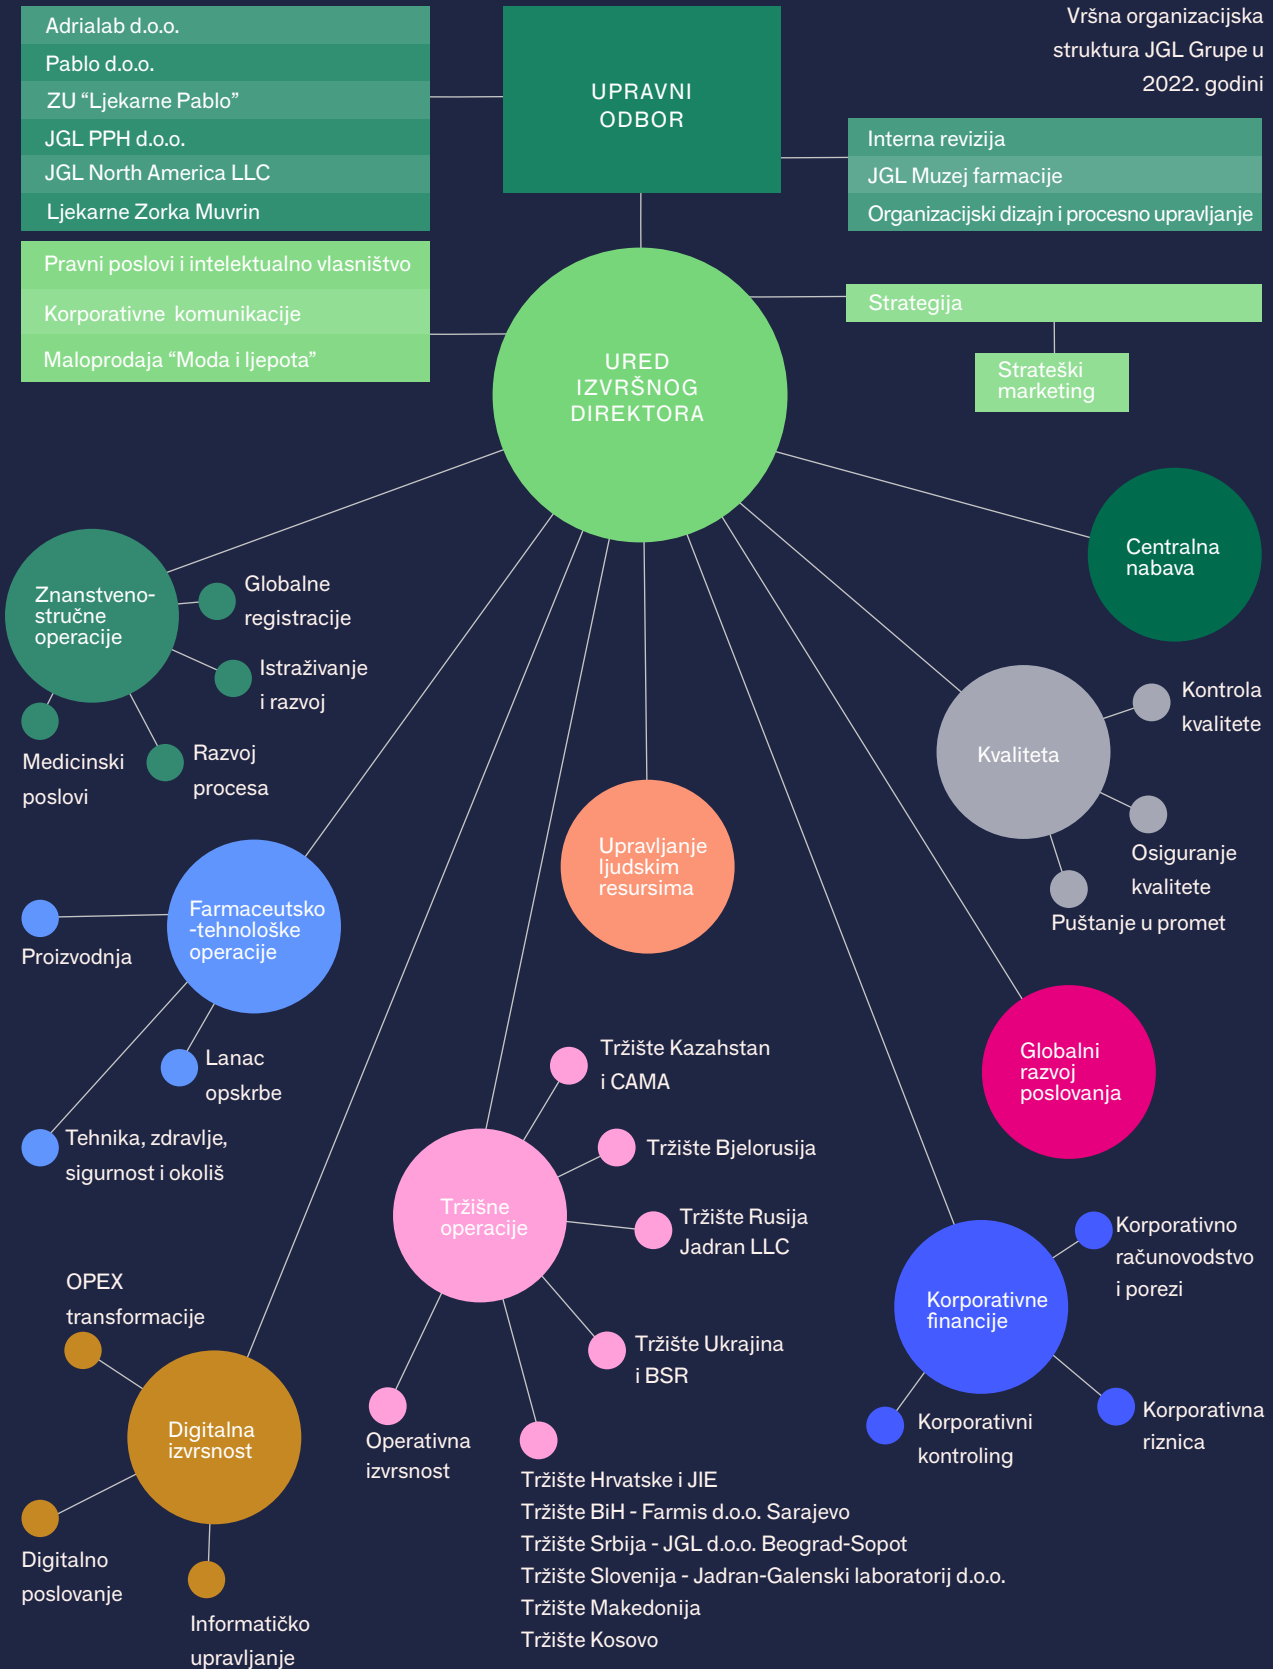 Vršna organizacijska
struktura JGL Grupe u
2022. godini
Adrialab d.o.o.
Pablo d.o.o.
ZU “Ljekarne Pablo”
JGL PPH d.o.o.
JGL North America LLC
Ljekarne Zorka Muvrin
UPRAVNI
ODBOR
Interna revizija
JGL Muzej farmacije
Organizacijski dizajn i procesno upravljanje
Pravni poslovi i intelektualno vlasništvo
Korporativne komunikacije
Maloprodaja “Moda i ljepota”
URED
IZVRŠNOG
DIREKTORA
Strategija
Strateški
marketing
Centralna
nabava
Znanstveno-
stručne
operacije
Globalne
registracije
Istraživanje
i razvoj
Razvoj
procesa
Medicinski
poslovi
Kvaliteta
Kontrola
kvalitete
Osiguranje
kvalitete
Puštanje u promet
Upravljanje
ljudskim
resursima
Farmaceutsko
-tehnološke
operacije
Proizvodnja
Lanac
opskrbe
Tehnika, zdravlje,
sigurnost i okoliš
Globalni
razvoj
poslovanja
Tržišne
operacije
Tržište Kazahstan
i CAMA
Tržište Bjelorusija
Tržište Rusija
Jadran LLC
Tržište Ukrajina
i BSR
Operativna
izvrsnost
Tržište Hrvatske i JIE
Tržište BiH - Farmis d.o.o. Sarajevo
Tržište Srbija - JGL d.o.o. Beograd-Sopot
Tržište Slovenija - Jadran-Galenski laboratorij d.o.o.
Tržište Makedonija
Tržište Kosovo
Korporativne
financije
Korporativno
računovodstvo
i porezi
Korporativna
riznica
Korporativni
kontroling
Digitalna
izvrsnost
OPEX
transformacije
Digitalno
poslovanje
Informatičko
upravljanje